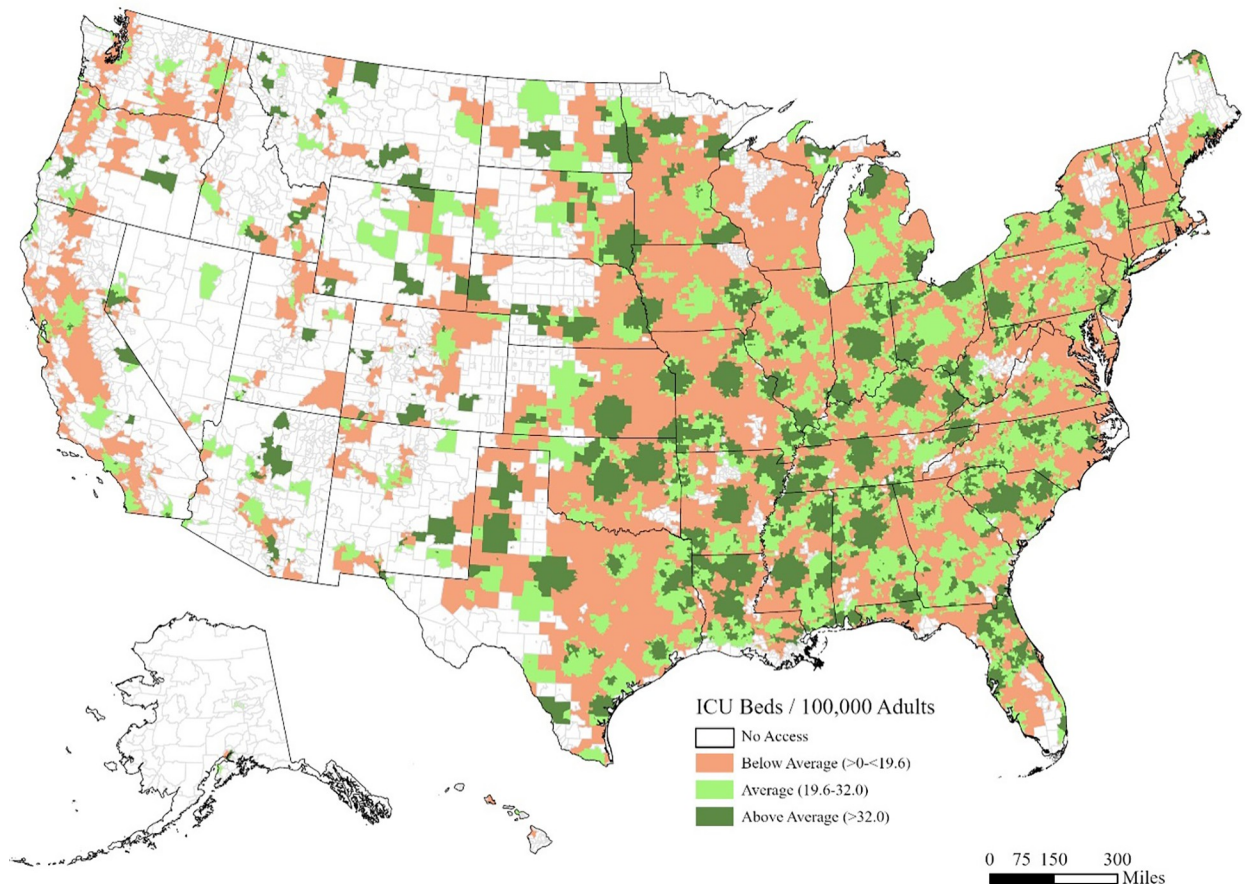 ICU Beds / 100,000 Adults
No Access
Below Average (>0-<19.6)
Average (19.6-32.0)
Above Average (>32.0)
0 75 150 300
Miles